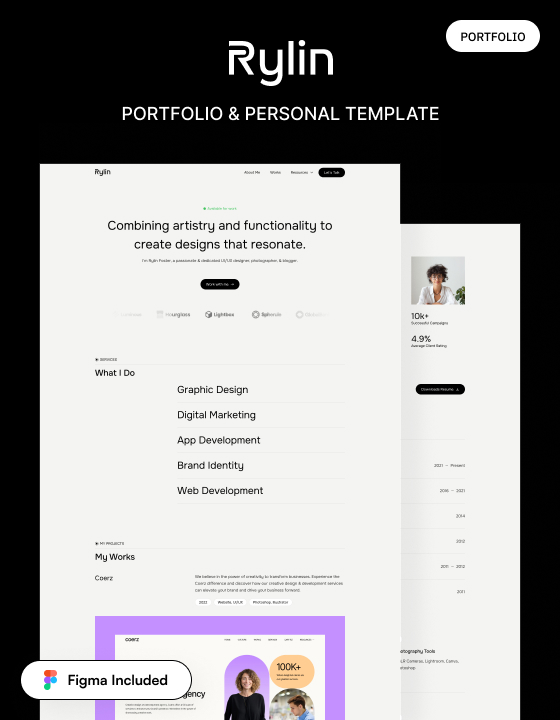 PORTFOLIO
Rylin
PORTFOLIO & PERSONAL TEMPLATE
Rylin
About Me Works Resources Let's Talk
Available for work
Combining artistry and functionality to
create designs that resonate.
I'm Rylin Foster, a passionate & dedicated UI/UX designer, photographer, & blogger.
Work with me →
Hourglass Lightbox Spherule
SERVICES
What I Do
Graphic Design
Digital Marketing
App Development
Brand Identity
Web Development
MY PROJECTS
My Works
Coerz
We believe in the power of creativity to transform businesses. Experience the
Coerz difference and discover how our creative design & development services
can elevate your brand and drive your business forward.
2022 Website, UI/UX Photoshop, Illustrator
coerz
100K+
gency
10k+
Successful Campaigns
4.9%
Average Client Rating
Downloads Resume
2021 — Present
2016 — 2021
2014
2012
2011 — 2012
2011
otography Tools
LR Cameras, Lightroom, Canva,
otoshop.
Figma Included